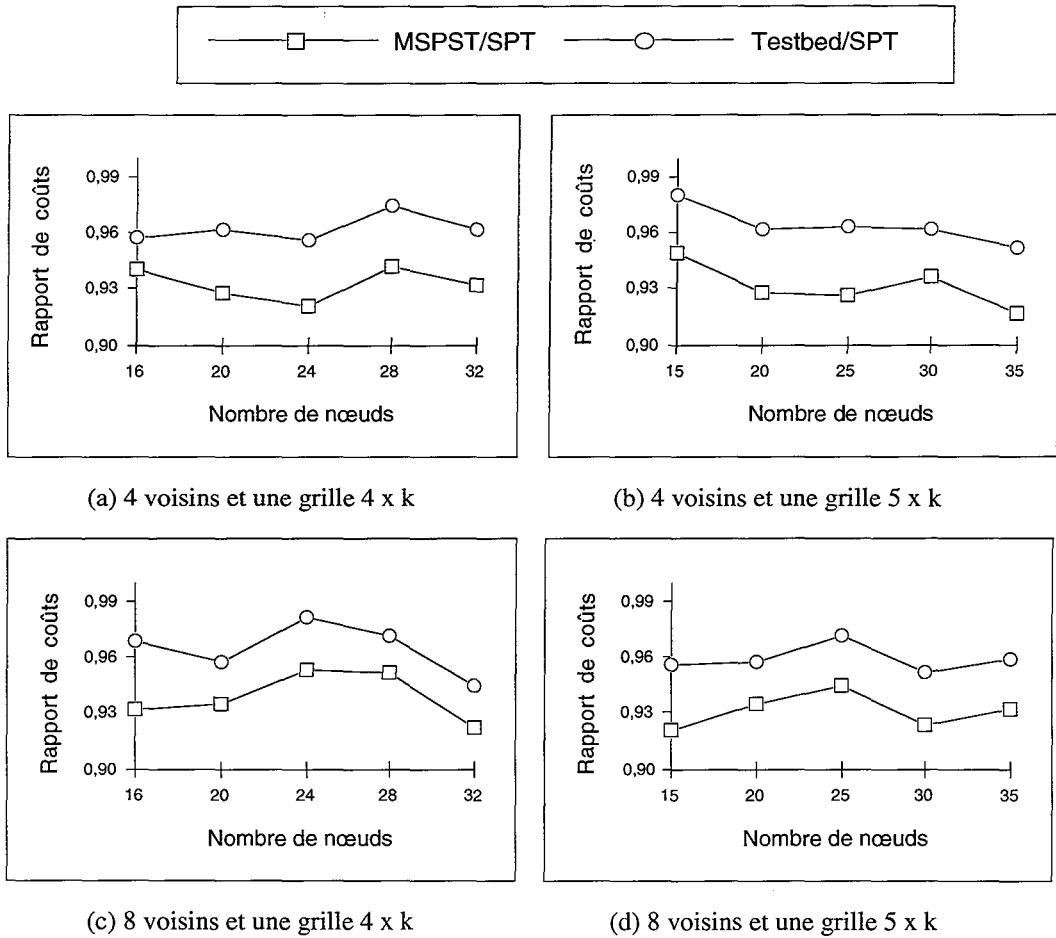 MSPST/SPT Testbed/SPT
Rapport de coûts
0,99
0,96
0,93
0,90
16 20 24 28 32
Nombre de nœuds
(a) 4 voisins et une grille 4 x k
Rapport de coûts
0,99
0,96
0,93
0,90
15 20 25 30 35
Nombre de nœuds
(b) 4 voisins et une grille 5 x k
Rapport de coûts
0,99
0,96
0,93
0,90
16 20 24 28 32
Nombre de nœuds
(c) 8 voisins et une grille 4 x k
Rapport de coûts
0,99
0,96
0,93
0,90
15 20 25 30 35
Nombre de nœuds
(d) 8 voisins et une grille 5 x k